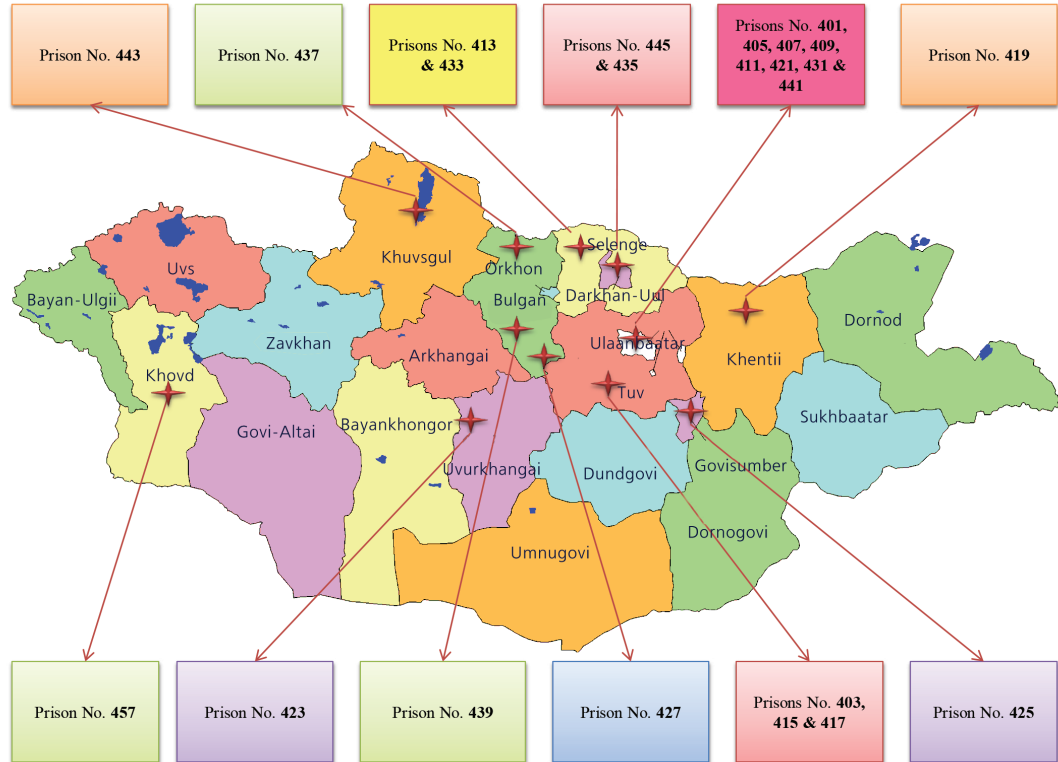 Prison No. 443
Prison No. 437
Prisons No. 413
& 433
Prisons No. 445
& 435
Prisons No. 401,
405, 407, 409,
411, 421, 431 &
441
Prison No. 419
Khuvsgul
Uvs
Bayan-Ulgii
Zavkhan
Khovd
Govi-Altai
Arkhangai
Bayankhongor
Uvurkhangai
Orkhon
Bulgan
Selenge
Darkhan-Uul
Ulaanbaatar
Tuv
Khentii
Dornod
Sukhbaatar
Dundgovi
Govisumber
Dornogovi
Umnugovi
Prison No. 457
Prison No. 423
Prison No. 439
Prison No. 427
Prisons No. 403,
415 & 417
Prison No. 425